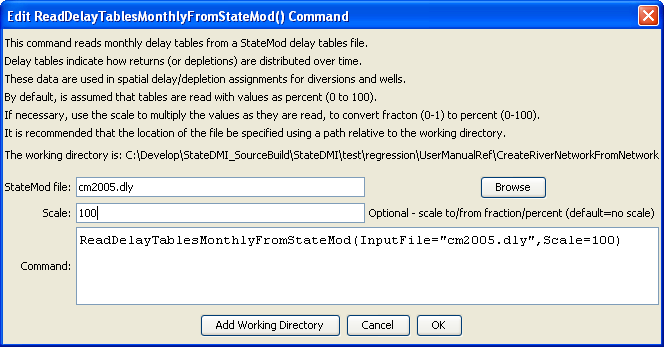 Edit ReadDelayTablesMonthlyFromStateMod() Command
This command reads monthly delay tables from a StateMod delay tables file.
Delay tables indicate how returns (or depletions) are distributed over time.
These data are used in spatial delay/depletion assignments for diversions and wells.
By default, is assumed that tables are read with values as percent (0 to 100).
If necessary, use the scale to multiply the values as they are read, to convert fracton (0-1) to percent (0-100).
It is recommended that the location of the file be specified using a path relative to the working directory.
The working directory is: C:\Develop\StateDMI_SourceBuild\StateDMI\test\regression\UserManualRef\CreateRiverNetworkFromNetwork
StateMod file: cm2005.dly Browse
Scale: 100 Optional - scale to/from fraction/percent (default=no scale)
ReadDelayTablesMonthlyFromStateMod(InputFile="cm2005.dly",Scale=100)
Command:
Add Working Directory Cancel OK